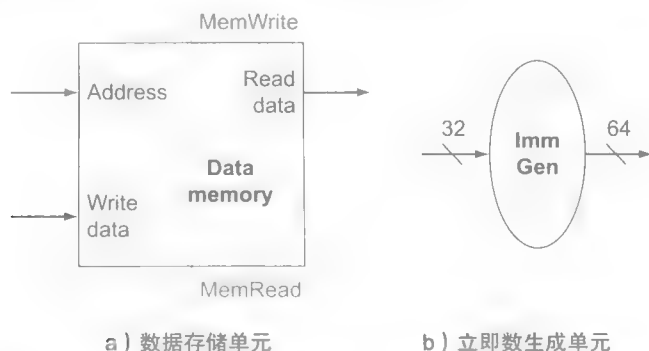 MemWrite
Address
Read
data
Data
memory
Write
data
MemRead
32
Imm
Gen
64
a）数据存储单元
b）立即数生成单元